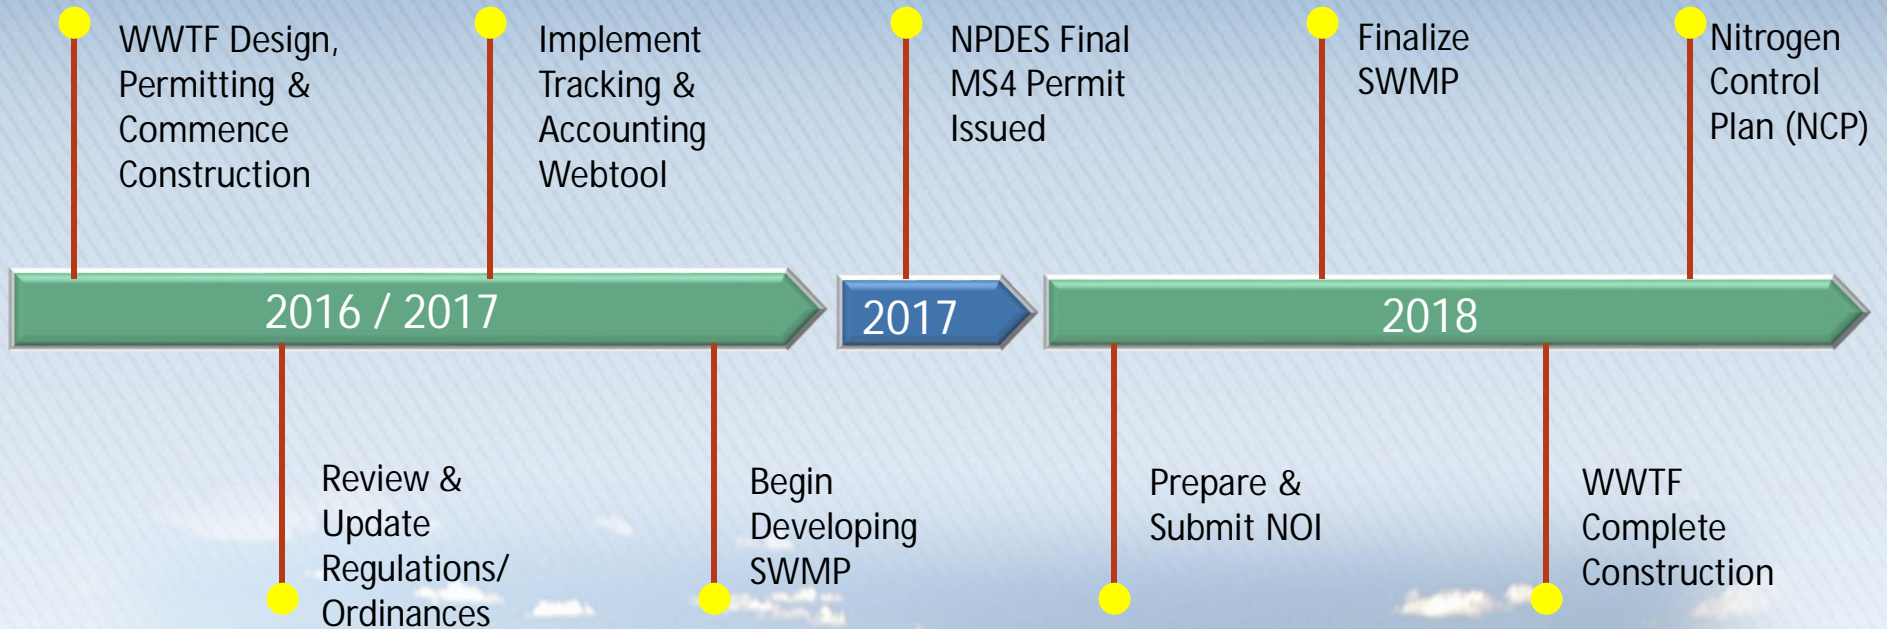 WWTF Design,
Permitting &
Commence
Construction
Implement
Tracking &
Accounting
Webtool
NPDES Final
MS4 Permit
Issued
Finalize
SWMP
Nitrogen
Control
Plan (NCP)
2016 / 2017
2017
2018
Review &
Update
Regulations/
Ordinances
Begin
Developing
SWMP
Prepare &
Submit NOI
WWTF
Complete
Construction